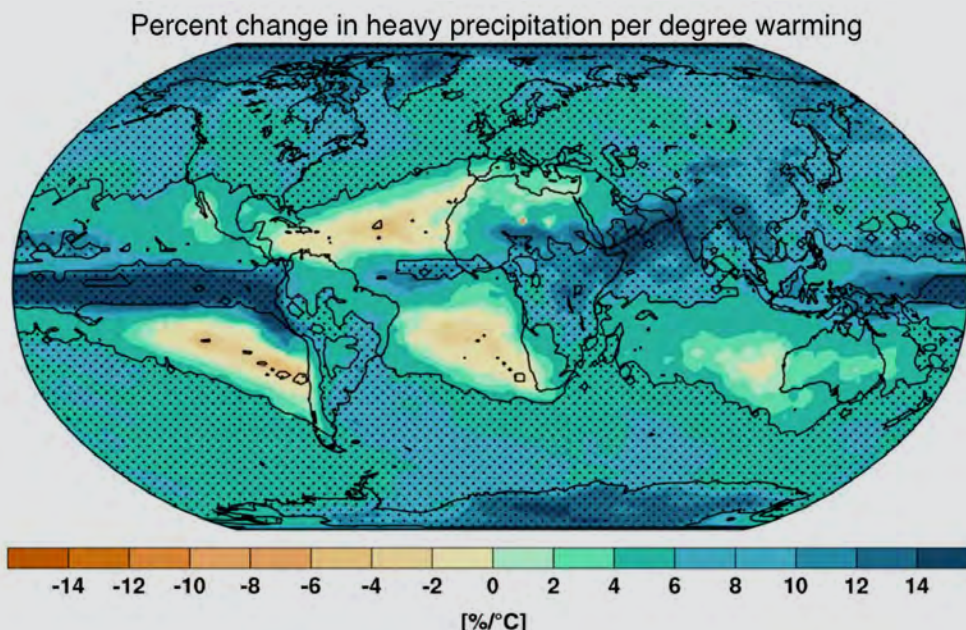 Percent change in heavy precipitation per degree warming
-14 -12 -10 -8 -6 -4 -2 0 2 4 6 8 10 12 14
[%/°C]